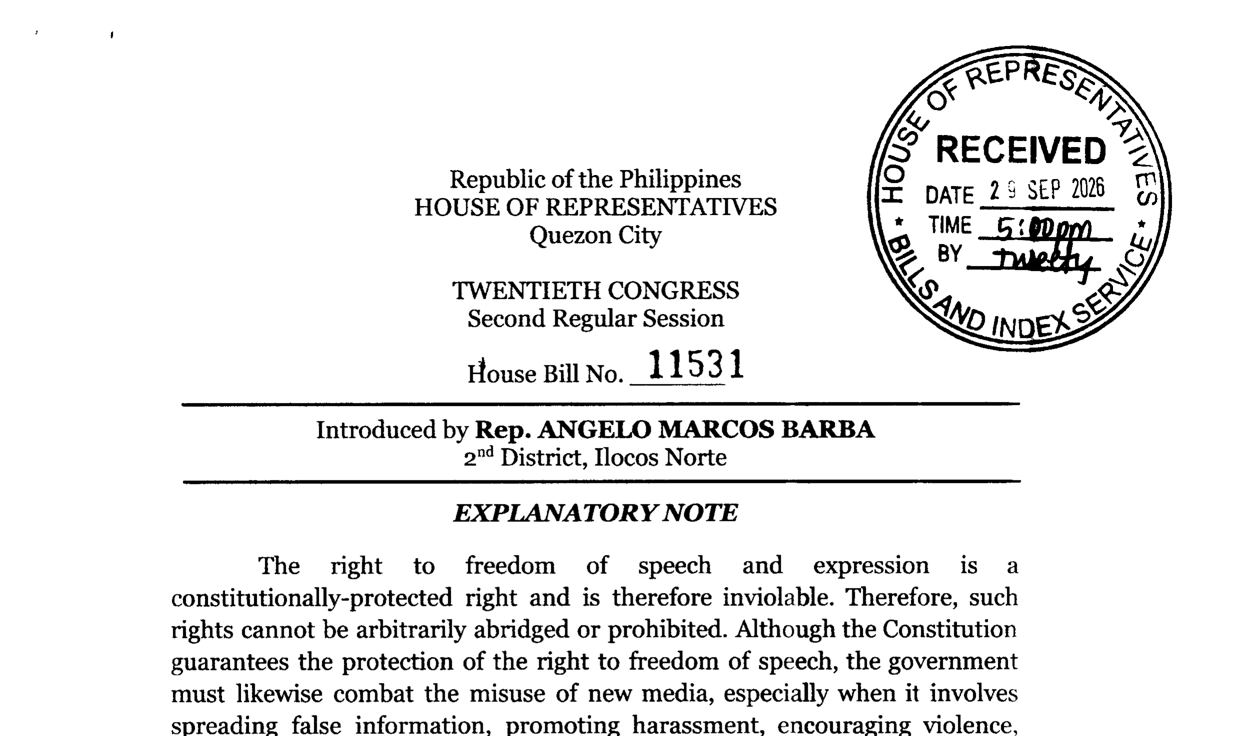 HOUSE OF REPRESENTATIVES
RECEIVED
DATE 29 SEP 2026
TIME 5:00pm
BY tweety
* BILLS AND INDEX SERVICE *
Republic of the Philippines
HOUSE OF REPRESENTATIVES
Quezon City
TWENTIETH CONGRESS
Second Regular Session
House Bill No. 11531
Introduced by Rep. ANGELO MARCOS BARBA
2nd District, Ilocos Norte
EXPLANATORY NOTE
The right to freedom of speech and expression is a
constitutionally-protected right and is therefore inviolable. Therefore, such
rights cannot be arbitrarily abridged or prohibited. Although the Constitution
guarantees the protection of the right to freedom of speech, the government
must likewise combat the misuse of new media, especially when it involves
spreading false information, promoting harassment, encouraging violence,